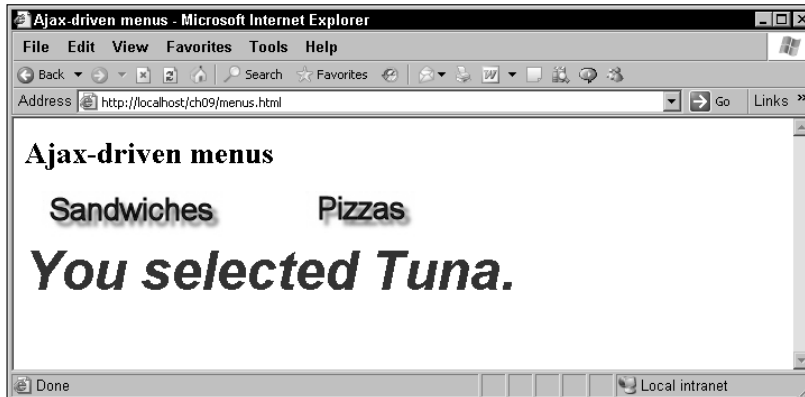 Ajax-driven menus - Microsoft Internet Explorer
File Edit View Favorites Tools Help
Back Search Favorites
Address http://localhost/ch09/menus.html Go Links »
Ajax-driven menus
Sandwiches Pizzas
You selected Tuna.
Done Local intranet